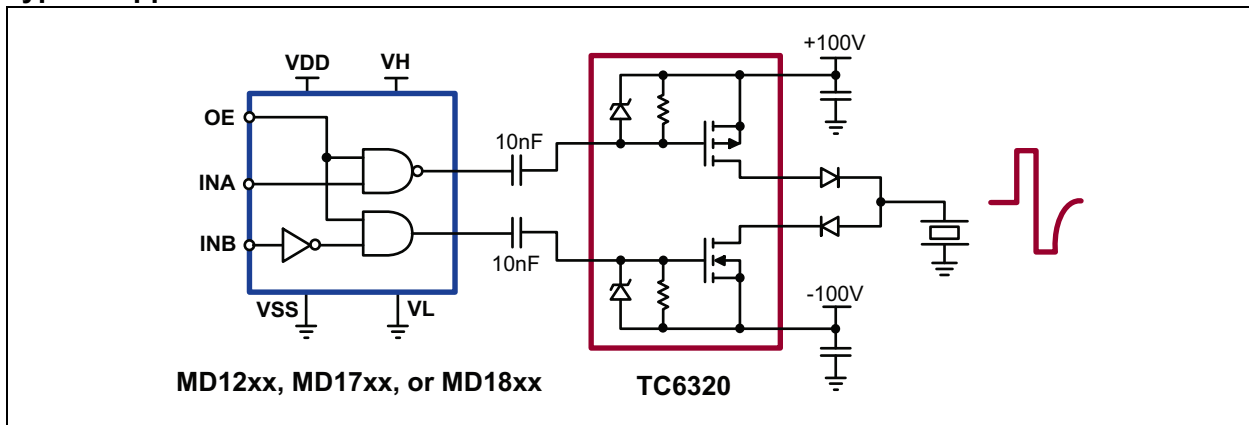 +100V
VDD
VH
OE
10nF
INA
INB
10nF
-100V
VSS
VL
MD12xx, MD17xx, or MD18xx
TC6320